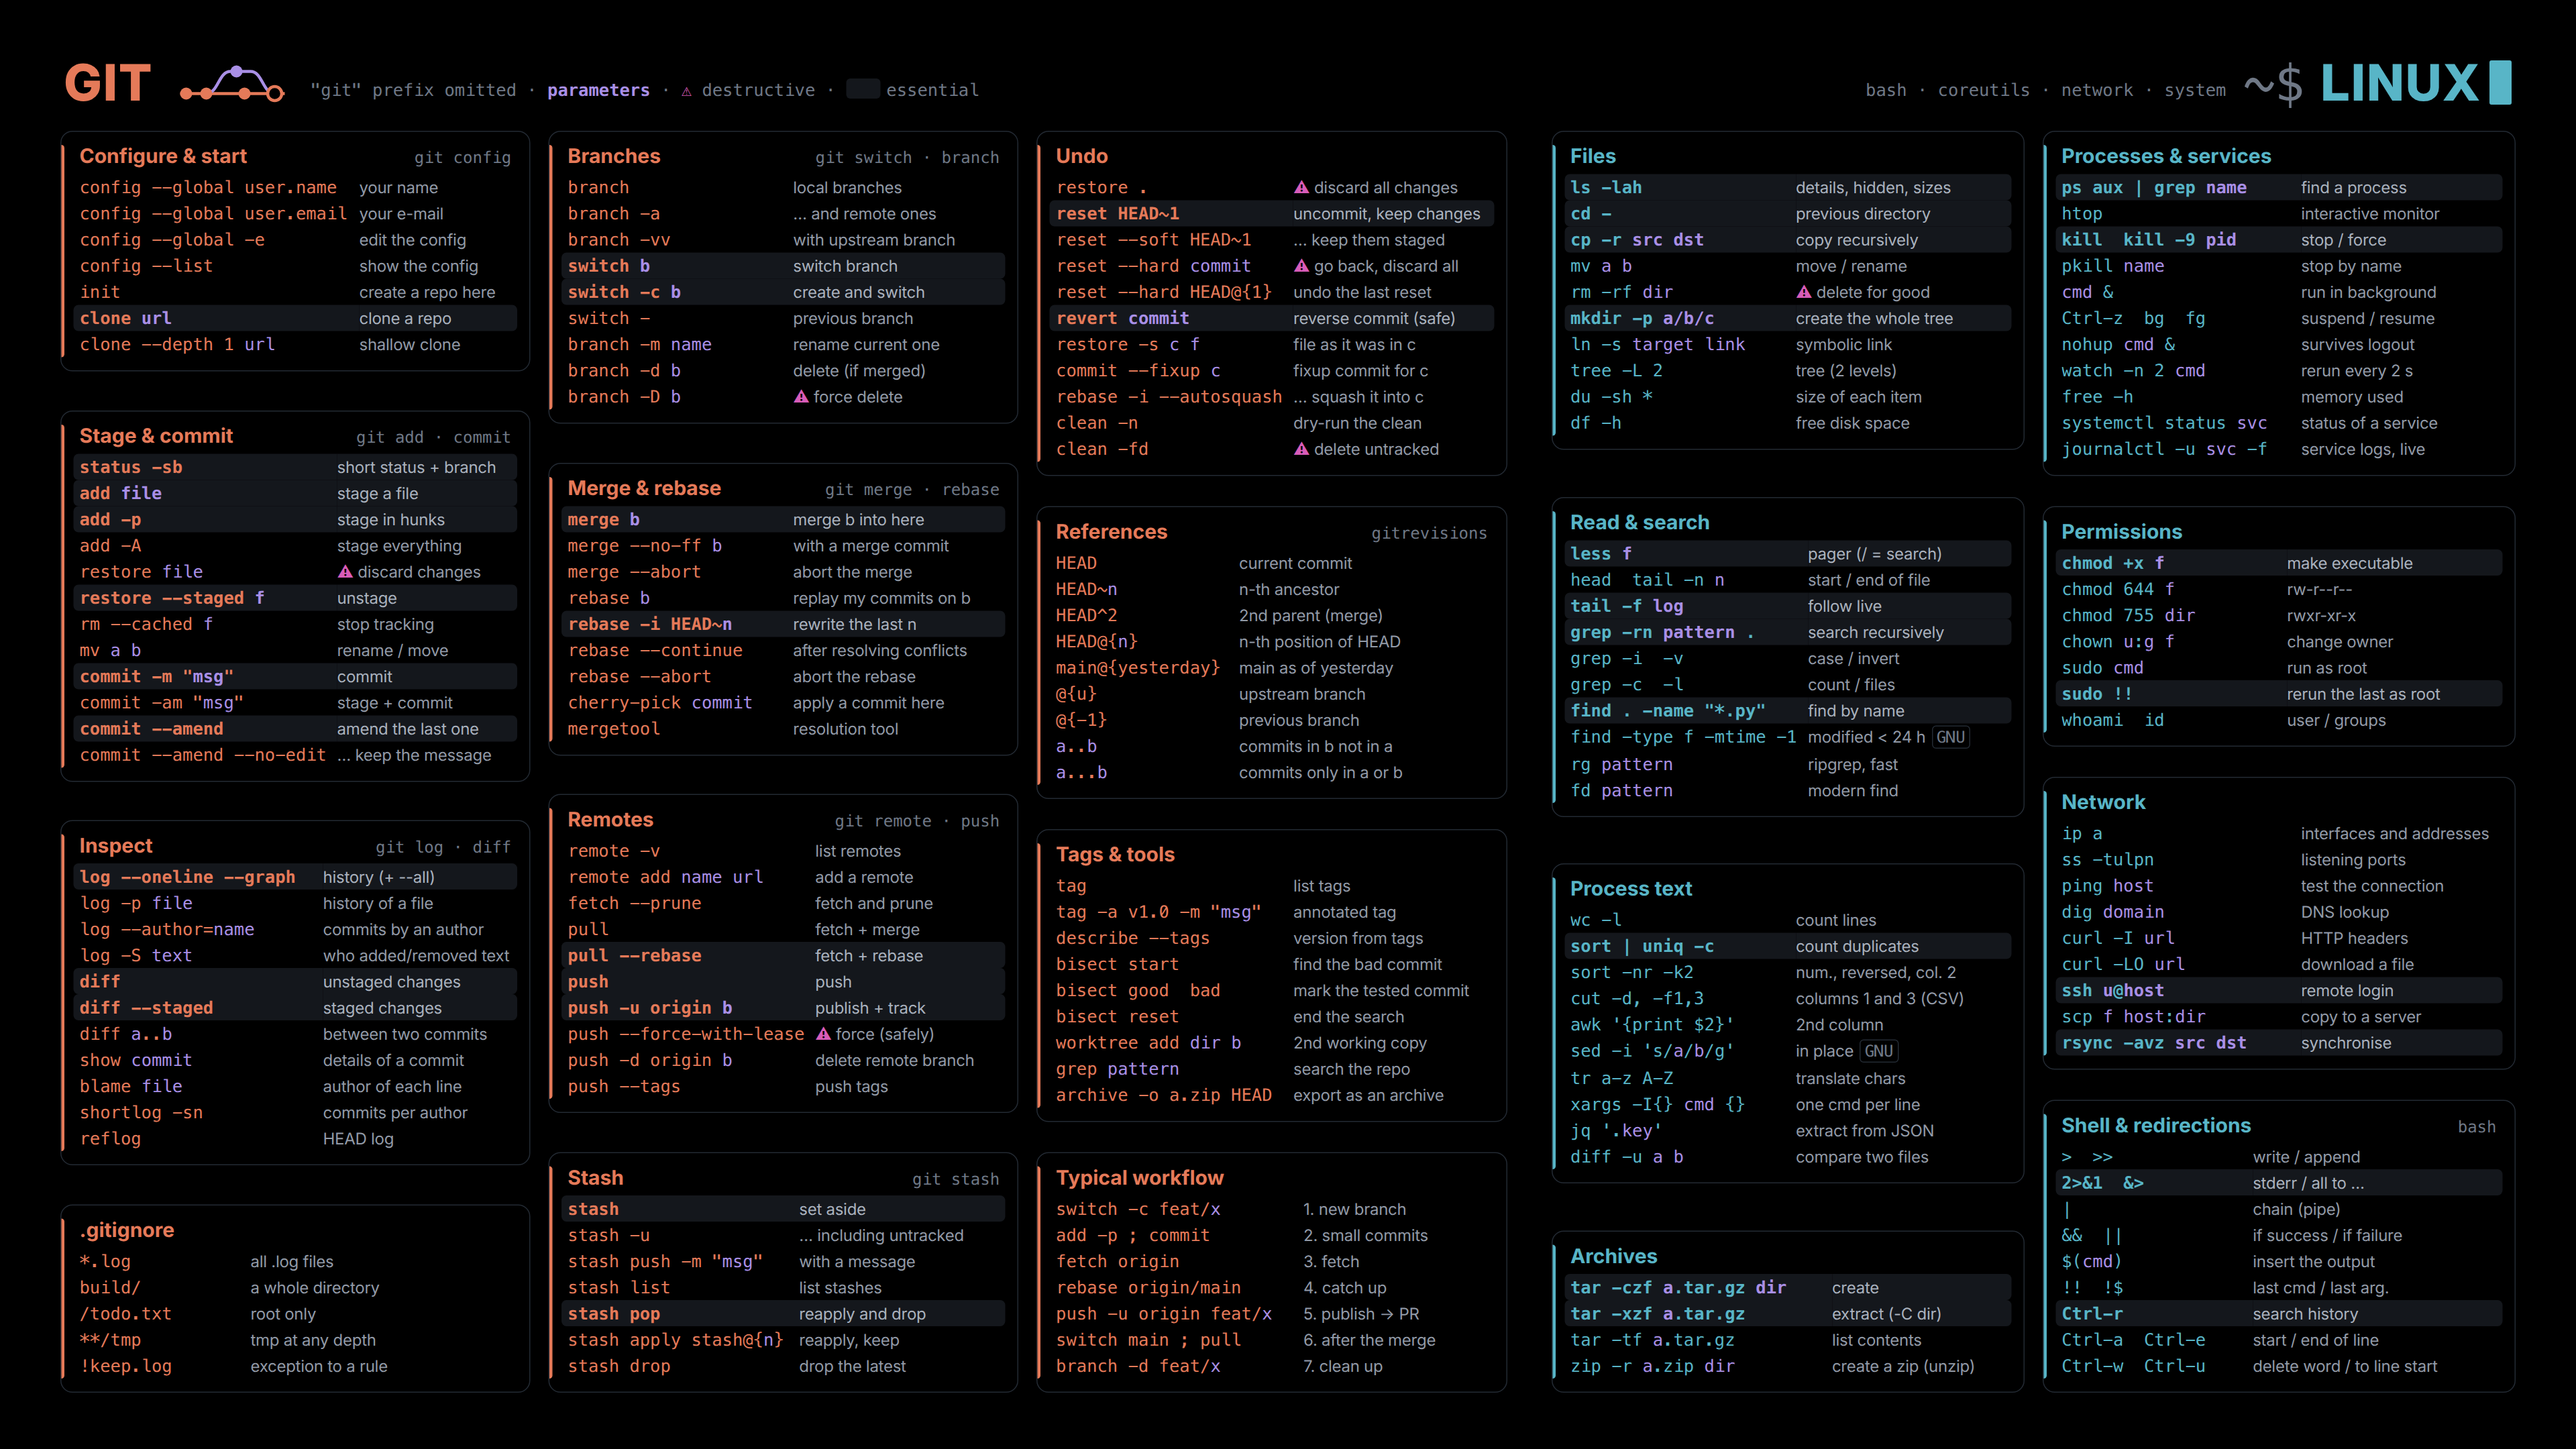 GIT
"git" prefix omitted · parameters · ⚠ destructive · essential
bash · coreutils · network · system
~$ LINUX
Configure & start git config
config --global user.name your name
config --global user.email your e-mail
config --global -e edit the config
config --list show the config
init create a repo here
clone url clone a repo
clone --depth 1 url shallow clone
Stage & commit git add · commit
status -sb short status + branch
add file stage a file
add -p stage in hunks
add -A stage everything
restore file ⚠ discard changes
restore --staged f unstage
rm --cached f stop tracking
mv a b rename / move
commit -m "msg" commit
commit -am "msg" stage + commit
commit --amend amend the last one
commit --amend --no-edit ... keep the message
Inspect git log · diff
log --oneline --graph history (+ --all)
log -p file history of a file
log --author=name commits by an author
log -S text who added/removed text
diff unstaged changes
diff --staged staged changes
diff a..b between two commits
show commit details of a commit
blame file author of each line
shortlog -sn commits per author
reflog HEAD log
.gitignore
*.log all .log files
build/ a whole directory
/todo.txt root only
**/tmp tmp at any depth
!keep.log exception to a rule
Branches git switch · branch
branch local branches
branch -a ... and remote ones
branch -vv with upstream branch
switch b switch branch
switch -c b create and switch
switch - previous branch
branch -m name rename current one
branch -d b delete (if merged)
branch -D b ⚠ force delete
Merge & rebase git merge · rebase
merge b merge b into here
merge --no-ff b with a merge commit
merge --abort abort the merge
rebase b replay my commits on b
rebase -i HEAD~n rewrite the last n
rebase --continue after resolving conflicts
rebase --abort abort the rebase
cherry-pick commit apply a commit here
mergetool resolution tool
Remotes git remote · push
remote -v list remotes
remote add name url add a remote
fetch --prune fetch and prune
pull fetch + merge
pull --rebase fetch + rebase
push push
push -u origin b publish + track
push --force-with-lease ⚠ force (safely)
push -d origin b delete remote branch
push --tags push tags
Stash git stash
stash set aside
stash -u ... including untracked
stash push -m "msg" with a message
stash list list stashes
stash pop reapply and drop
stash apply stash@{n} reapply, keep
stash drop drop the latest
Undo
restore . ⚠ discard all changes
reset HEAD~1 uncommit, keep changes
reset --soft HEAD~1 ... keep them staged
reset --hard commit ⚠ go back, discard all
reset --hard HEAD@{1} undo the last reset
revert commit reverse commit (safe)
restore -s c f file as it was in c
commit --fixup c fixup commit for c
rebase -i --autosquash ... squash it into c
clean -n dry-run the clean
clean -fd ⚠ delete untracked
References gitrevisions
HEAD current commit
HEAD~n n-th ancestor
HEAD^2 2nd parent (merge)
HEAD@{n} n-th position of HEAD
main@{yesterday} main as of yesterday
@{u} upstream branch
@{-1} previous branch
a..b commits in b not in a
a...b commits only in a or b
Tags & tools
tag list tags
tag -a v1.0 -m "msg" annotated tag
describe --tags version from tags
bisect start find the bad commit
bisect good bad mark the tested commit
bisect reset end the search
worktree add dir b 2nd working copy
grep pattern search the repo
archive -o a.zip HEAD export as an archive
Typical workflow
switch -c feat/x 1. new branch
add -p ; commit 2. small commits
fetch origin 3. fetch
rebase origin/main 4. catch up
push -u origin feat/x 5. publish → PR
switch main ; pull 6. after the merge
branch -d feat/x 7. clean up
Files
ls -lah details, hidden, sizes
cd - previous directory
cp -r src dst copy recursively
mv a b move / rename
rm -rf dir ⚠ delete for good
mkdir -p a/b/c create the whole tree
ln -s target link symbolic link
tree -L 2 tree (2 levels)
du -sh * size of each item
df -h free disk space
Read & search
less f pager (/ = search)
head tail -n n start / end of file
tail -f log follow live
grep -rn pattern . search recursively
grep -i -v case / invert
grep -c -l count / files
find . -name "*.py" find by name
find -type f -mtime -1 modified < 24 h GNU
rg pattern ripgrep, fast
fd pattern modern find
Process text
wc -l count lines
sort | uniq -c count duplicates
sort -nr -k2 num., reversed, col. 2
cut -d, -f1,3 columns 1 and 3 (CSV)
awk '{print $2}' 2nd column
sed -i 's/a/b/g' in place GNU
tr a-z A-Z translate chars
xargs -I{} cmd {} one cmd per line
jq '.key' extract from JSON
diff -u a b compare two files
Archives
tar -czf a.tar.gz dir create
tar -xzf a.tar.gz extract (-C dir)
tar -tf a.tar.gz list contents
zip -r a.zip dir create a zip (unzip)
Processes & services
ps aux | grep name find a process
htop interactive monitor
kill kill -9 pid stop / force
pkill name stop by name
cmd & run in background
Ctrl-z bg fg suspend / resume
nohup cmd & survives logout
watch -n 2 cmd rerun every 2 s
free -h memory used
systemctl status svc status of a service
journalctl -u svc -f service logs, live
Permissions
chmod +x f make executable
chmod 644 f rw-r--r--
chmod 755 dir rwxr-xr-x
chown u:g f change owner
sudo cmd run as root
sudo !! rerun the last as root
whoami id user / groups
Network
ip a interfaces and addresses
ss -tulpn listening ports
ping host test the connection
dig domain DNS lookup
curl -I url HTTP headers
curl -LO url download a file
ssh u@host remote login
scp f host:dir copy to a server
rsync -avz src dst synchronise
Shell & redirections bash
> >> write / append
2>&1 &> stderr / all to ...
| chain (pipe)
&& || if success / if failure
$(cmd) insert the output
!! !$ last cmd / last arg.
Ctrl-r search history
Ctrl-a Ctrl-e start / end of line
Ctrl-w Ctrl-u delete word / to line start